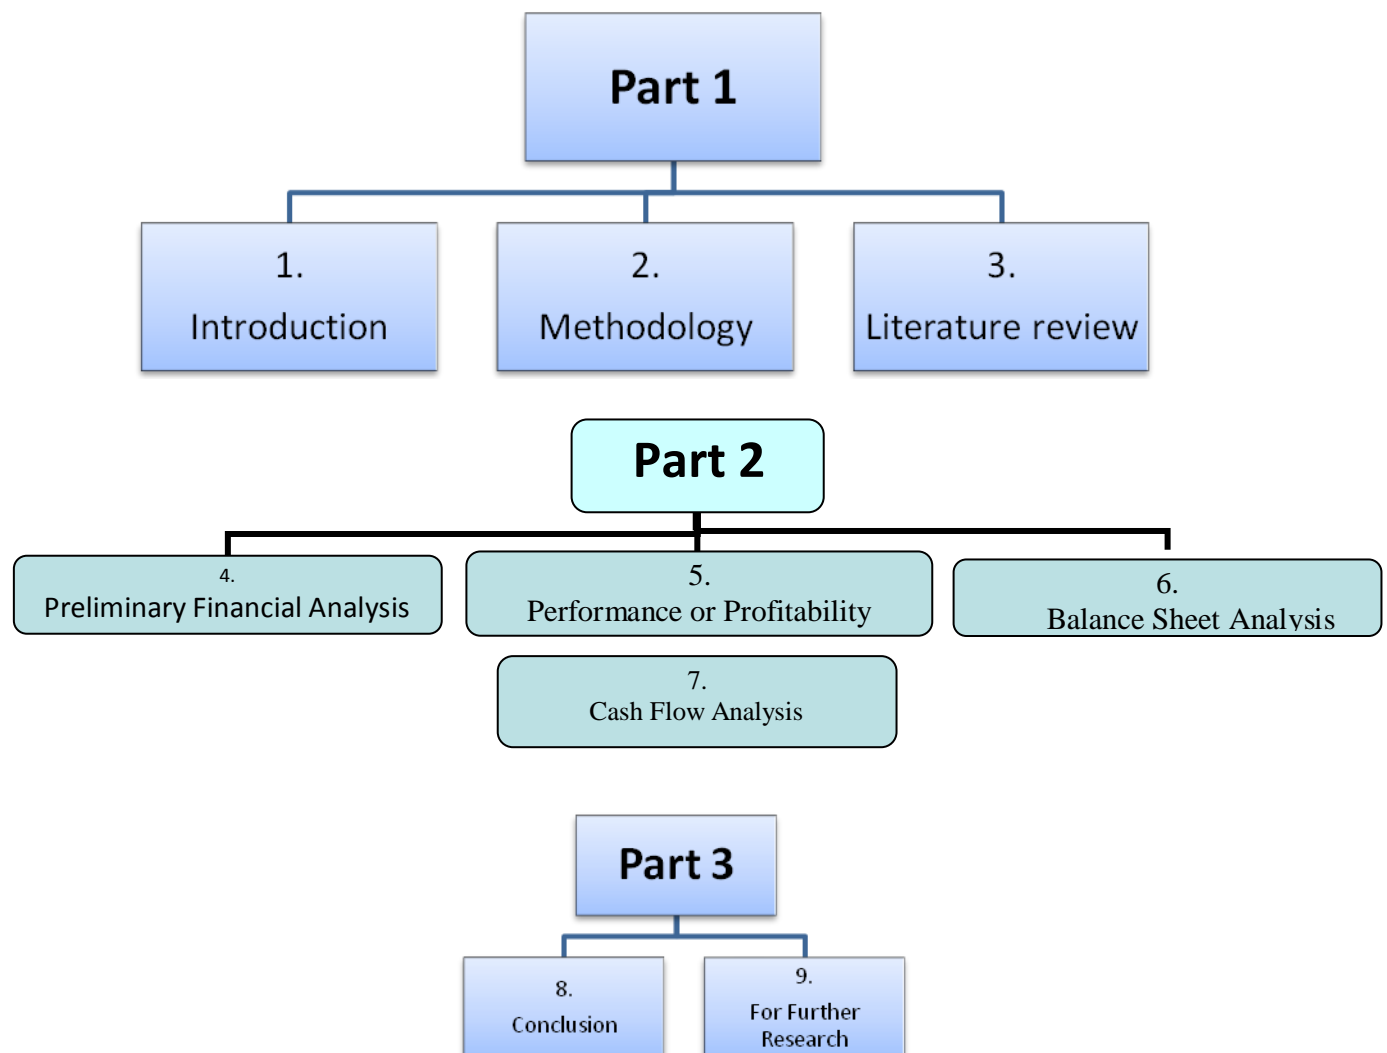 Part 1
1.
Introduction
2.
Methodology
3.
Literature review
Part 2
4.
Preliminary Financial Analysis
5.
Performance or Profitability
6.
Balance Sheet Analysis
7.
Cash Flow Analysis
Part 3
8.
Conclusion
9.
For Further
Research